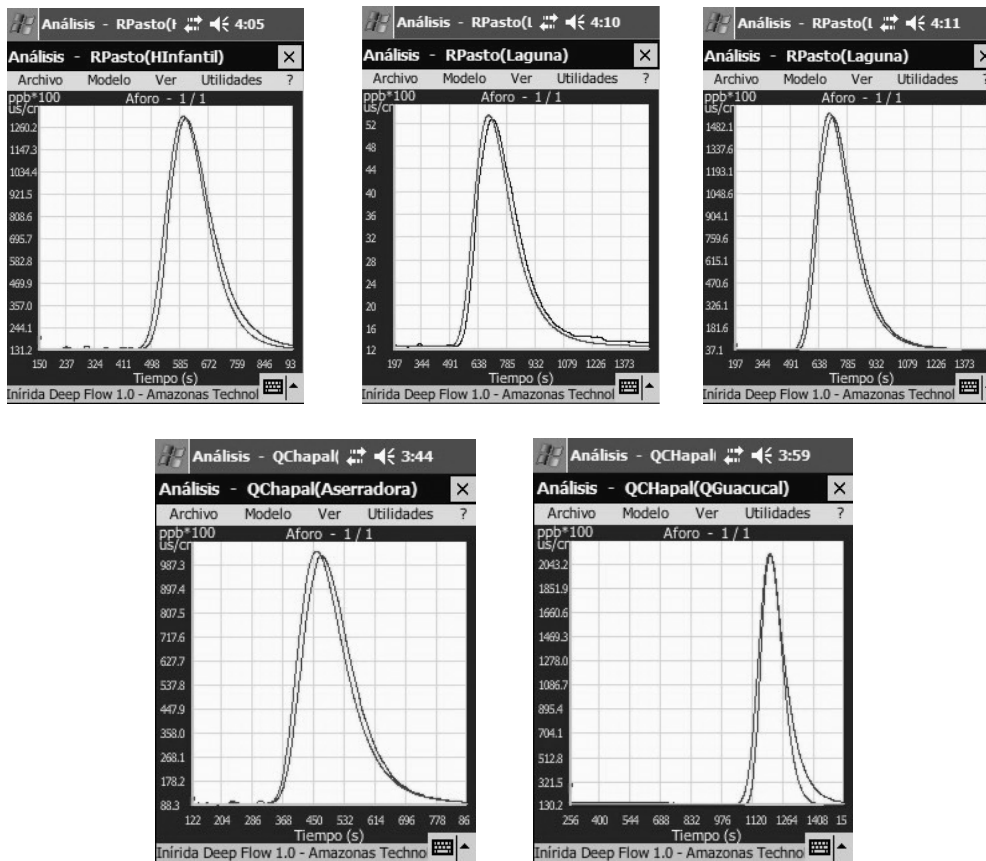 Análisis - RPasto(H 4:05
Análisis - RPasto(HInfantil)
Archivo Modelo Ver Utilidades ?
ppb*100 Aforo - 1 / 1
us/cr
1260.2
1147.3
1034.4
921.5
808.6
695.7
582.8
469.9
357.0
244.1
131.2
150 237 324 411 498 585 672 759 846 93
Tiempo (s)
Inírida Deep Flow 1.0 - Amazonas Technol
Análisis - RPasto(L 4:10
Análisis - RPasto(Laguna)
Archivo Modelo Ver Utilidades ?
ppb*100 Aforo - 1 / 1
us/cr
52
48
44
40
36
32
28
24
20
16
12
197 344 491 638 785 932 1079 1226 1373
Tiempo (s)
Inírida Deep Flow 1.0 - Amazonas Technol
Análisis - RPasto(L 4:11
Análisis - RPasto(Laguna)
Archivo Modelo Ver Utilidades ?
ppb*100 Aforo - 1 / 1
us/cr
1482.1
1337.6
1193.1
1048.6
904.1
759.6
615.1
470.6
326.1
181.6
37.1
197 344 491 638 785 932 1079 1226 1373
Tiempo (s)
Inírida Deep Flow 1.0 - Amazonas Technol
Análisis - QChapal( 3:44
Análisis - QChapal(Aserradora)
Archivo Modelo Ver Utilidades ?
ppb*100 Aforo - 1 / 1
us/cr
987.3
897.4
807.5
717.6
627.7
537.8
447.9
358.0
268.1
178.2
88.3
122 204 286 368 450 532 614 696 778 86
Tiempo (s)
Inírida Deep Flow 1.0 - Amazonas Techno
Análisis - QCHapal( 3:59
Análisis - QCHapal(QGuacucal)
Archivo Modelo Ver Utilidades ?
ppb*100 Aforo - 1 / 1
us/cr
2043.2
1851.9
1660.6
1469.3
1278.0
1086.7
895.4
704.1
512.8
321.5
130.2
256 400 544 688 832 976 1120 1264 1408 15
Tiempo (s)
Inírida Deep Flow 1.0 - Amazonas Techno